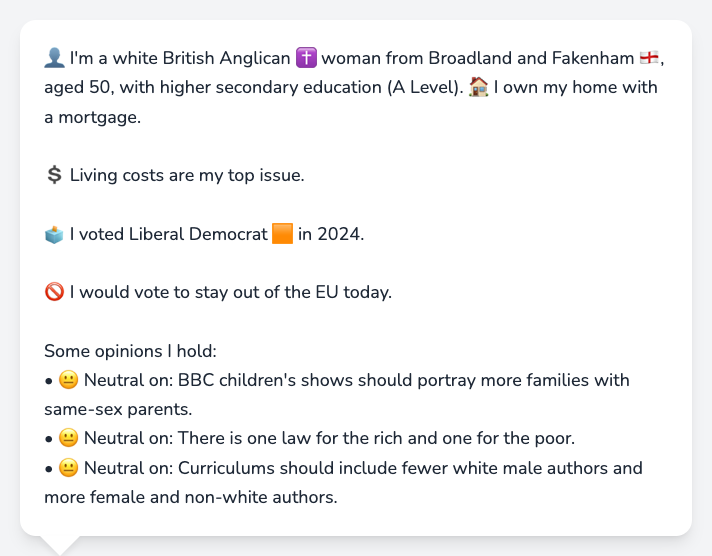 👤 I'm a white British Anglican ✝️ woman from Broadland and Fakenham 🏴󠁧󠁢󠁥󠁮󠁧󠁿,
aged 50, with higher secondary education (A Level). 🏠 I own my home with
a mortgage.
💲 Living costs are my top issue.
🗳️ I voted Liberal Democrat 🟧 in 2024.
🚫 I would vote to stay out of the EU today.
Some opinions I hold:
• 😐 Neutral on: BBC children's shows should portray more families with
same-sex parents.
• 😐 Neutral on: There is one law for the rich and one for the poor.
• 😐 Neutral on: Curriculums should include fewer white male authors and
more female and non-white authors.